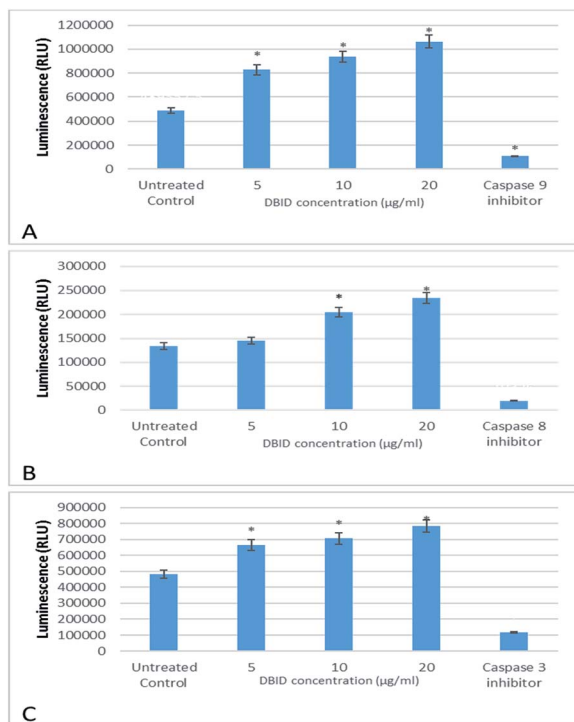 1200000
1000000
800000
600000
400000
200000
0
Luminescence (RLU)
*
*
*
*
Untreated Control
5
10
20
Caspase 9 inhibitor
DBID concentration (µg/ml)
A
300000
250000
200000
150000
100000
50000
0
Luminescence (RLU)
*
*
Untreated Control
5
10
20
Caspase 8 inhibitor
DBID concentration (µg/ml)
B
900000
800000
700000
600000
500000
400000
300000
200000
100000
0
Luminescence (RLU)
*
*
*
Untreated Control
5
10
20
Caspase 3 inhibitor
DBID concentration (µg/ml)
C